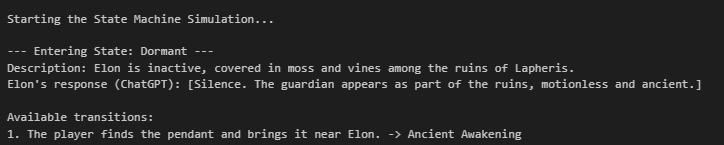 Starting the State Machine Simulation...
--- Entering State: Dormant ---
Description: Elon is inactive, covered in moss and vines among the ruins of Lapheris.
Elon's response (ChatGPT): [Silence. The guardian appears as part of the ruins, motionless and ancient.]
Available transitions:
1. The player finds the pendant and brings it near Elon. -> Ancient Awakening